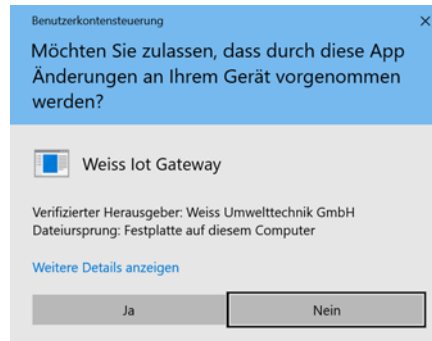 Benutzerkontensteuerung
Möchten Sie zulassen, dass durch diese App
Änderungen an Ihrem Gerät vorgenommen
werden?
Weiss Iot Gateway
Verifizierter Herausgeber: Weiss Umwelttechnik GmbH
Dateiursprung: Festplatte auf diesem Computer
Weitere Details anzeigen
Ja
Nein